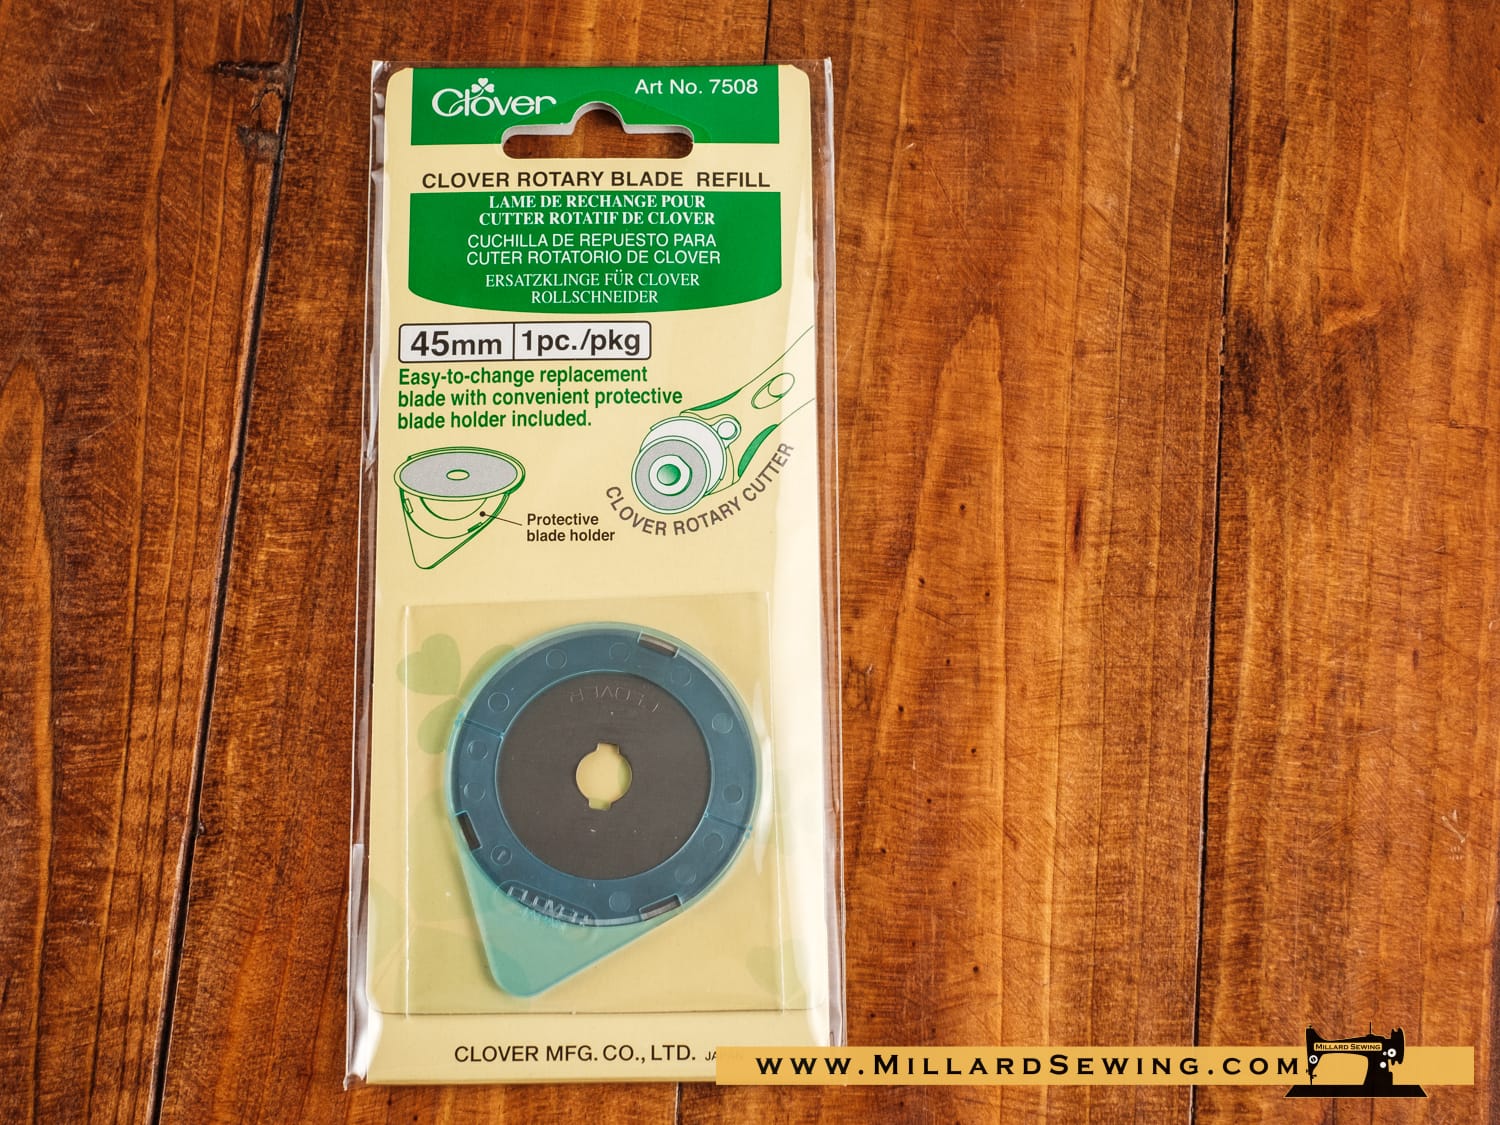 Clover
Art No. 7508
CLOVER ROTARY BLADE REFILL
LAME DE RECHANGE POUR
CUTTER ROTATIF DE CLOVER
CUCHILLA DE REPUESTO PARA
CUTER ROTATORIO DE CLOVER
ERSATZKLINGE FÜR CLOVER
ROLLSCHNEIDER
45mm 1pc./pkg
Easy-to-change replacement
blade with convenient protective
blade holder included.
CLOVER ROTARY CUTTER
Protective
blade holder
CLOVER
CLOVER
CLOVER MFG. CO., LTD.
www.MillardSewing.com
Millard Sewing